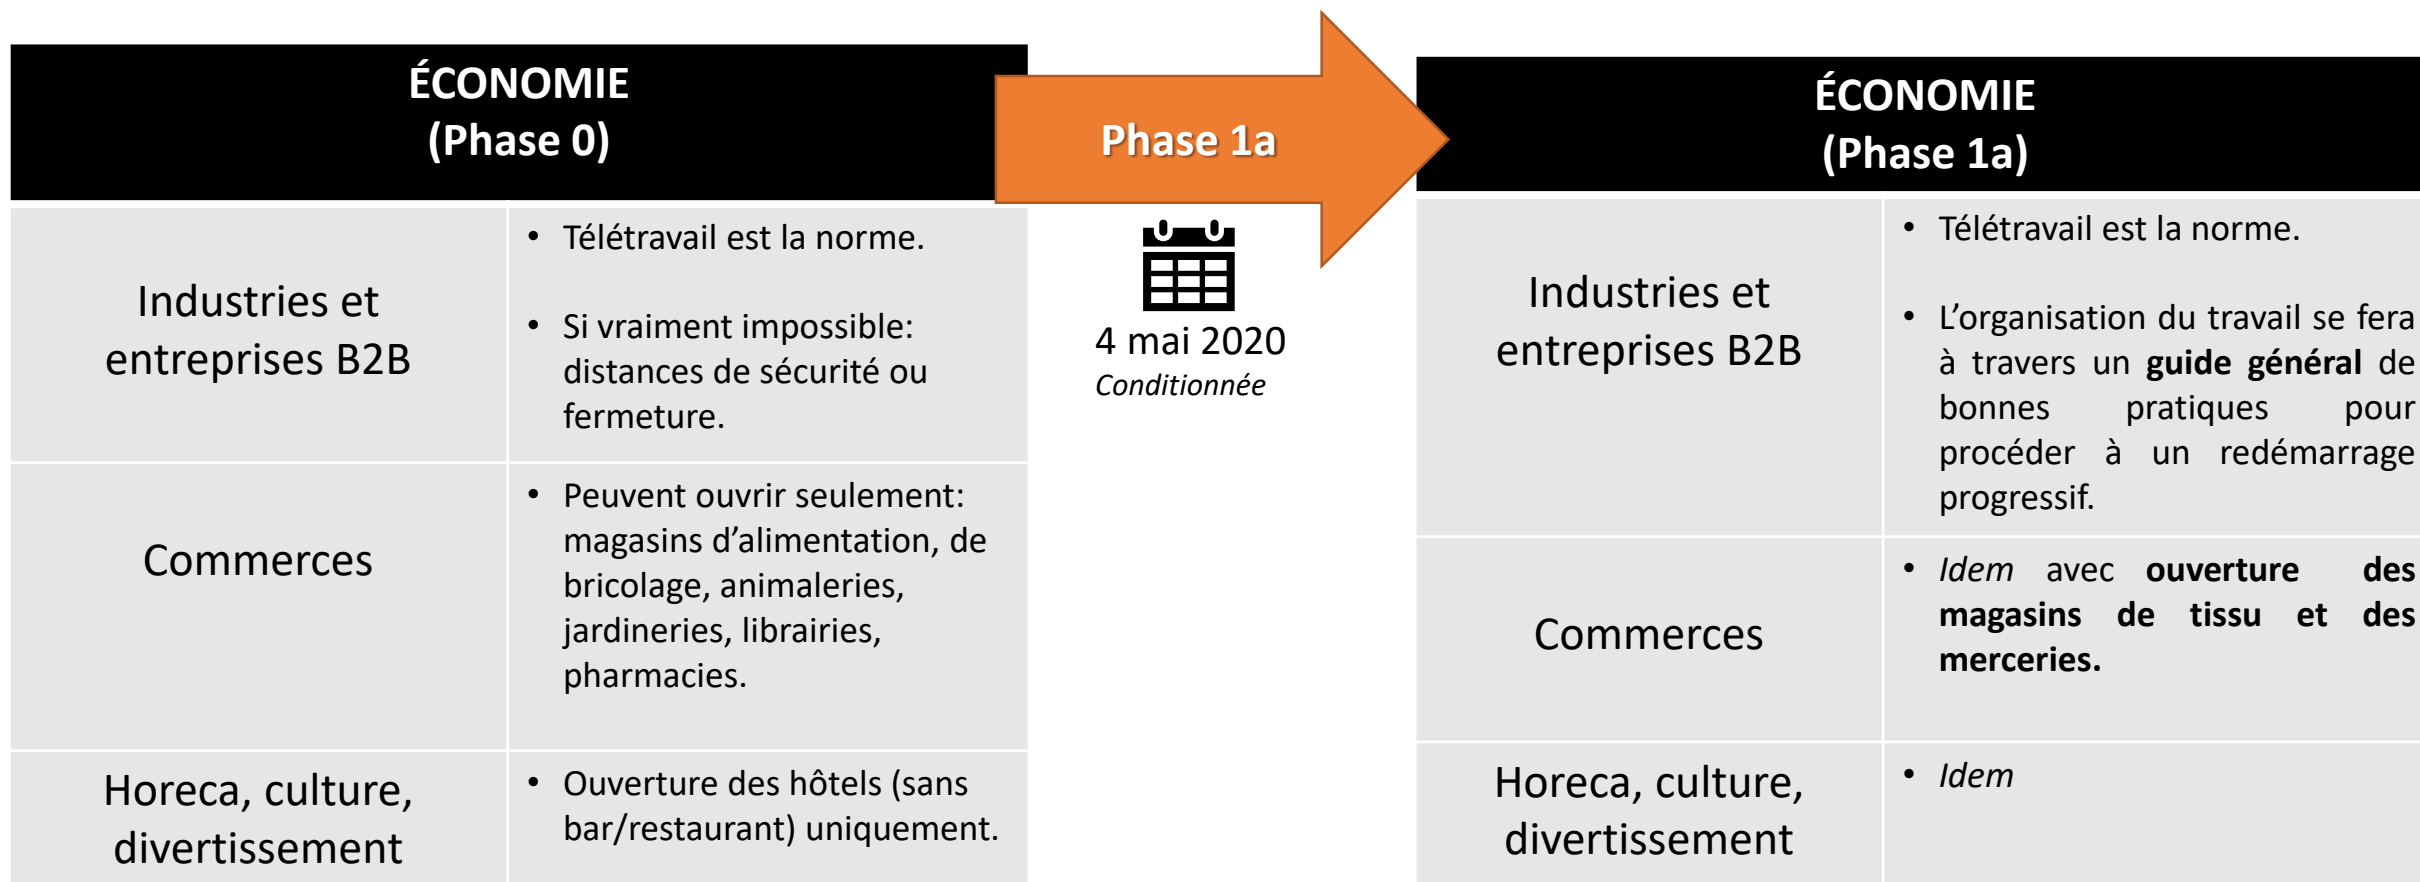 ÉCONOMIE
(Phase 0)
Industries et
entreprises B2B
• Télétravail est la norme.
• Si vraiment impossible:
distances de sécurité ou
fermeture.
Commerces
• Peuvent ouvrir seulement:
magasins d’alimentation, de
bricolage, animaleries,
jardineries, librairies,
pharmacies.
Horeca, culture,
divertissement
• Ouverture des hôtels (sans
bar/restaurant) uniquement.
Phase 1a
4 mai 2020
Conditionnée
ÉCONOMIE
(Phase 1a)
Industries et
entreprises B2B
• Télétravail est la norme.
• L’organisation du travail se fera
à travers un guide général de
bonnes pratiques pour
procéder à un redémarrage
progressif.
Commerces
• Idem avec ouverture des
magasins de tissu et des
merceries.
Horeca, culture,
divertissement
• Idem